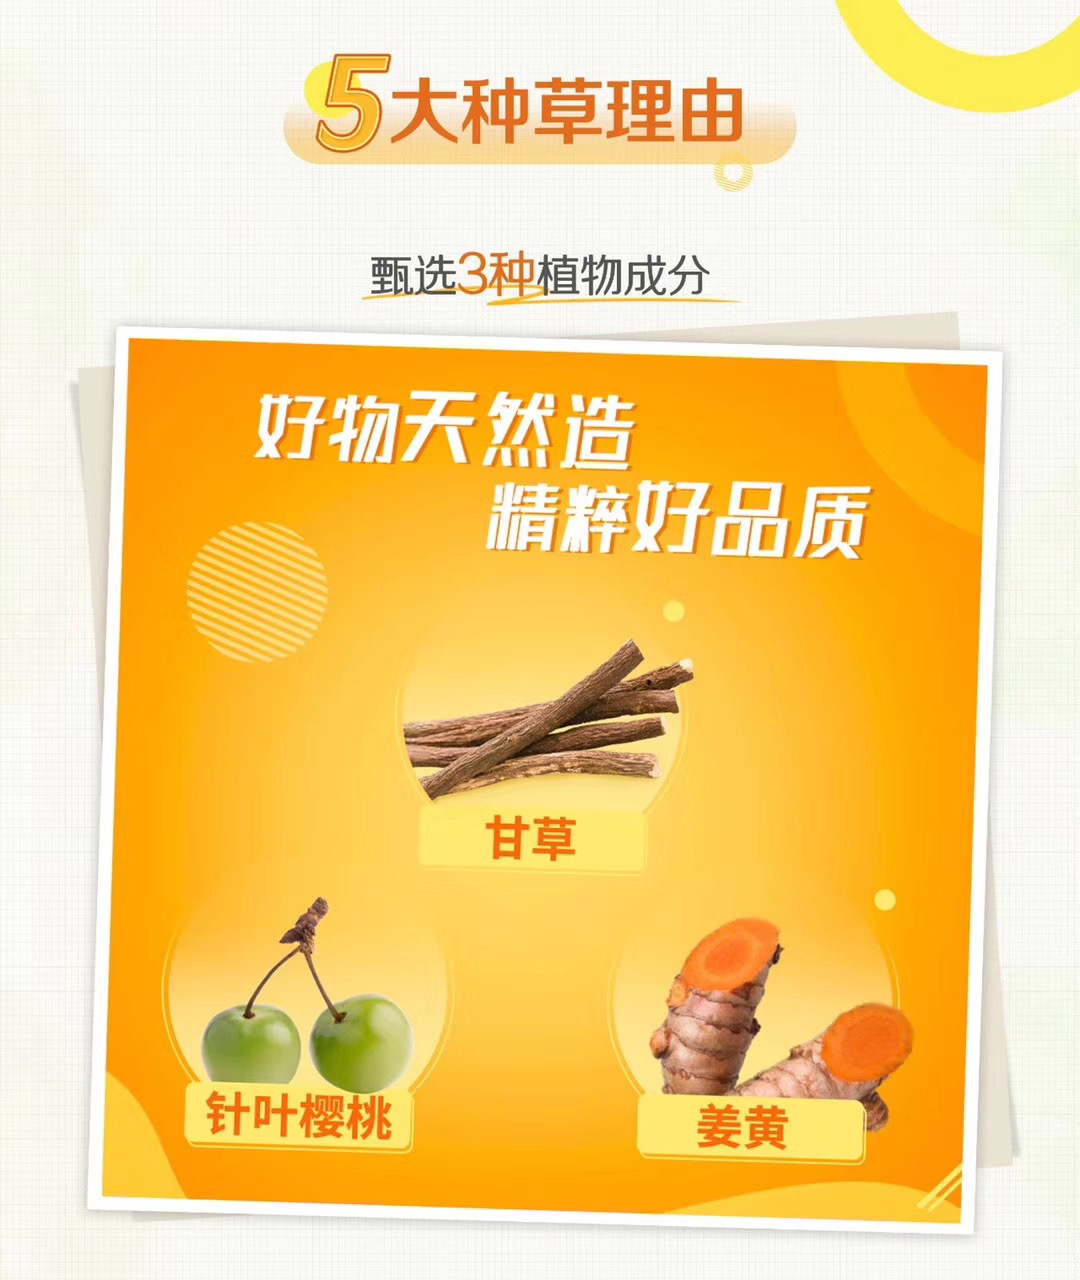 5大种草理由
甄选3种植物成分
好物天然造
精粹好品质
甘草
针叶樱桃
姜黄